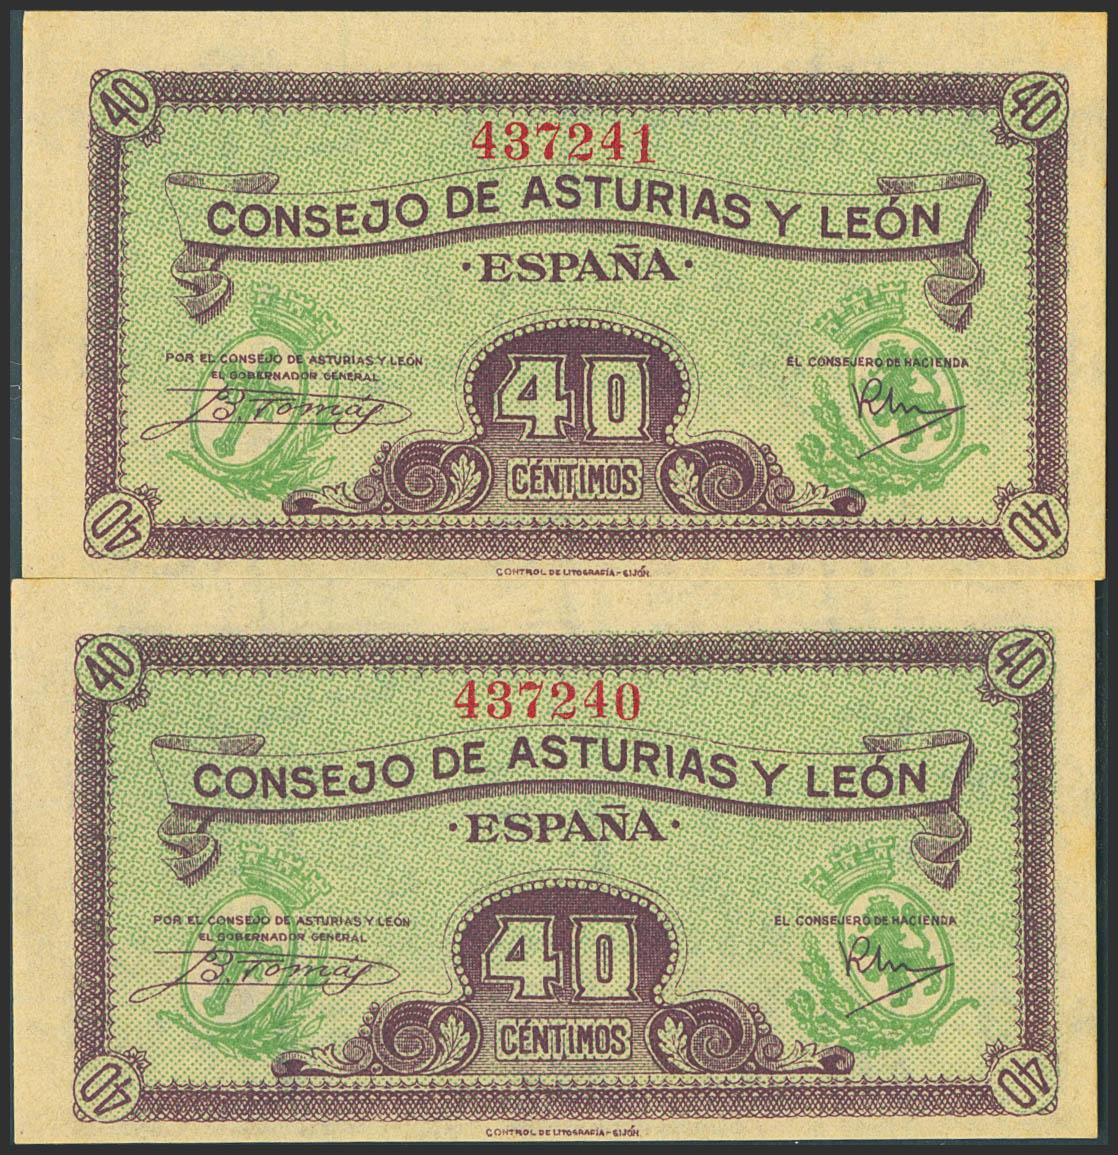 40 40
437241
CONSEJO DE ASTURIAS Y LEÓN
· ESPAÑA ·
POR EL CONSEJO DE ASTURIAS Y LEÓN
EL GOBERNADOR GENERAL
B. Tomás
EL CONSEJERO DE HACIENDA
40
CÉNTIMOS
40 40
CONTROL DE LITOGRAFÍA-GIJÓN.
40 40
437240
CONSEJO DE ASTURIAS Y LEÓN
· ESPAÑA ·
POR EL CONSEJO DE ASTURIAS Y LEÓN
EL GOBERNADOR GENERAL
B. Tomás
EL CONSEJERO DE HACIENDA
40
CÉNTIMOS
40 40
CONTROL DE LITOGRAFÍA-GIJÓN.